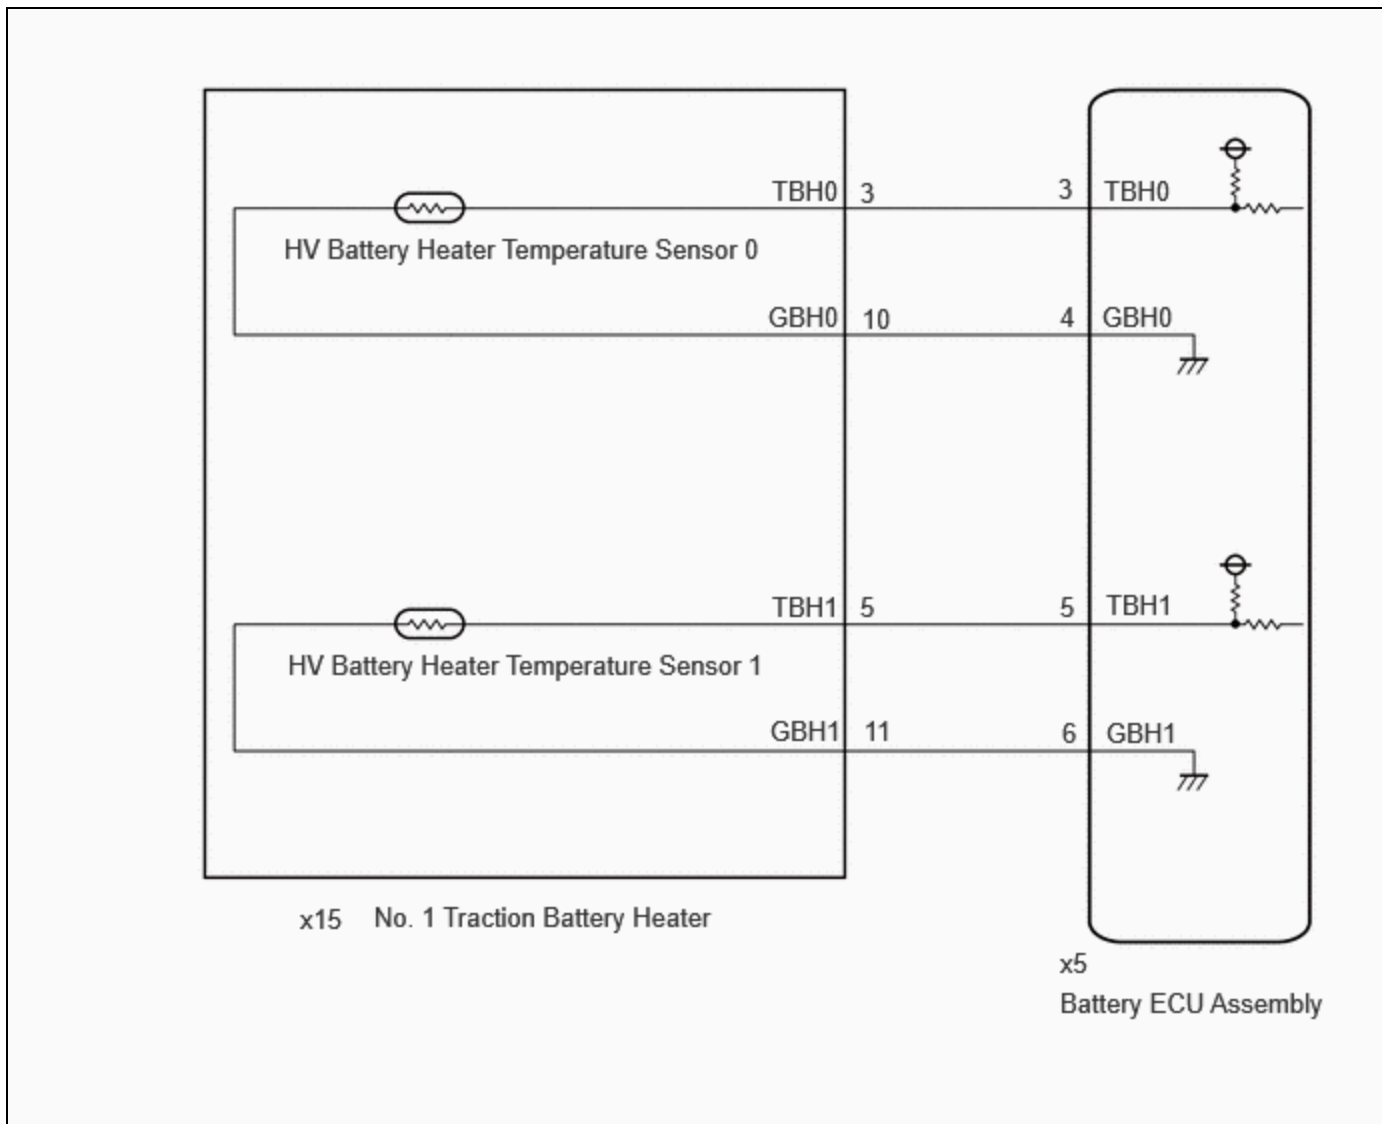 TBH0 3 3 TBH0
HV Battery Heater Temperature Sensor 0
GBH0 10 4 GBH0
TBH1 5 5 TBH1
HV Battery Heater Temperature Sensor 1
GBH1 11 6 GBH1
x15 No. 1 Traction Battery Heater
x5
Battery ECU Assembly